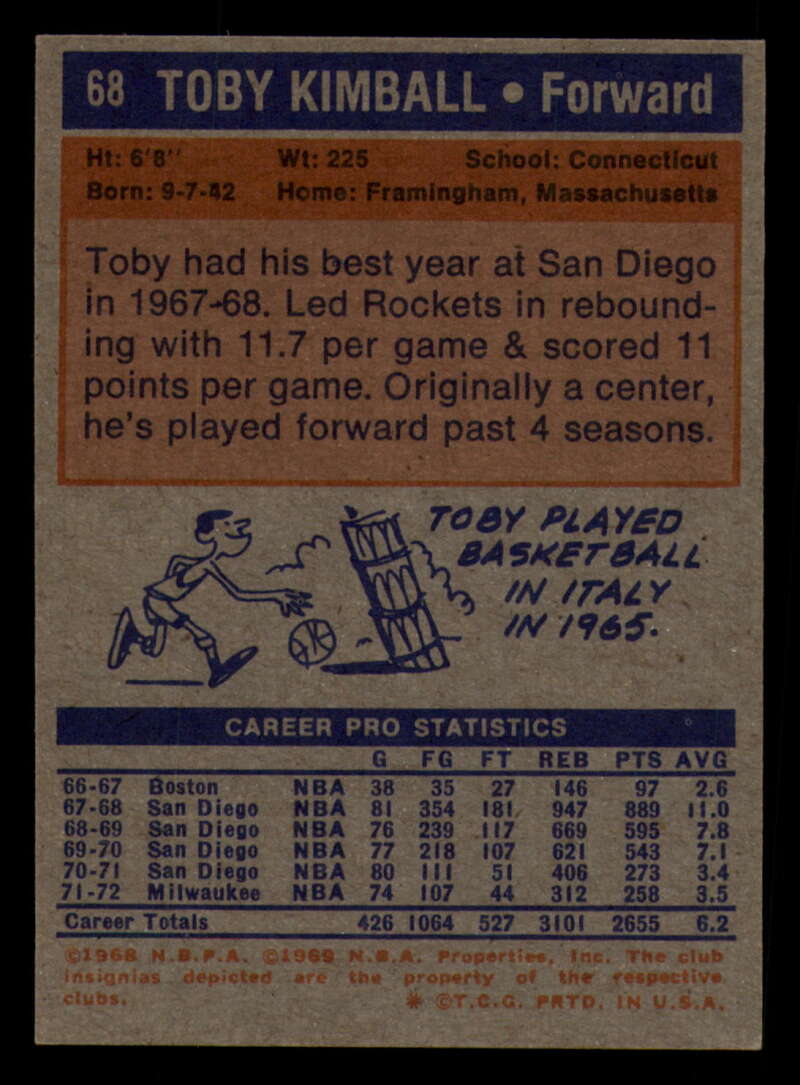 68 TOBY KIMBALL • Forward
Ht: 6'8" Wt: 225 School: Connecticut
Born: 9-7-42 Home: Framingham, Massachusetts
Toby had his best year at San Diego
in 1967-68. Led Rockets in rebound-
ing with 11.7 per game & scored 11
points per game. Originally a center,
he's played forward past 4 seasons.
TOBY PLAYED
BASKETBALL
IN ITALY
IN 1965.
CAREER PRO STATISTICS
G FG FT REB PTS AVG
66-67 Boston NBA 38 35 27 146 97 2.6
67-68 San Diego NBA 81 354 181 947 889 11.0
68-69 San Diego NBA 76 239 117 669 595 7.8
69-70 San Diego NBA 77 218 107 621 543 7.1
70-71 San Diego NBA 80 111 51 406 273 3.4
71-72 Milwaukee NBA 74 107 44 312 258 3.5
Career Totals 426 1064 527 3101 2655 6.2
©1968 N.B.P.A. ©1969 N.B.A. Properties, Inc. The club
insignias depicted are the property of the respective
clubs. * ©T.C.G. PRTD. IN U.S.A.